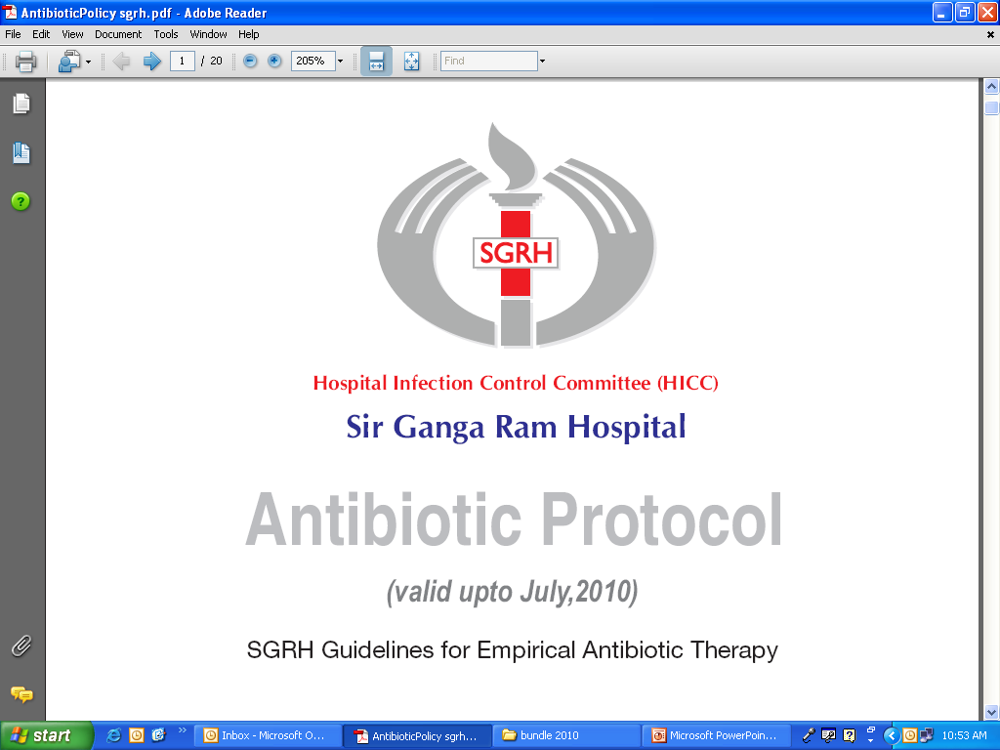 AntibioticPolicy sgrh.pdf - Adobe Reader
File Edit View Document Tools Window Help
1 / 20 205% Find
SGRH
Hospital Infection Control Committee (HICC)
Sir Ganga Ram Hospital
Antibiotic Protocol
(valid upto July,2010)
SGRH Guidelines for Empirical Antibiotic Therapy
start Inbox - Microsoft O... AntibioticPolicy sgrh... bundle 2010 Microsoft PowerPoin... 10:53 AM